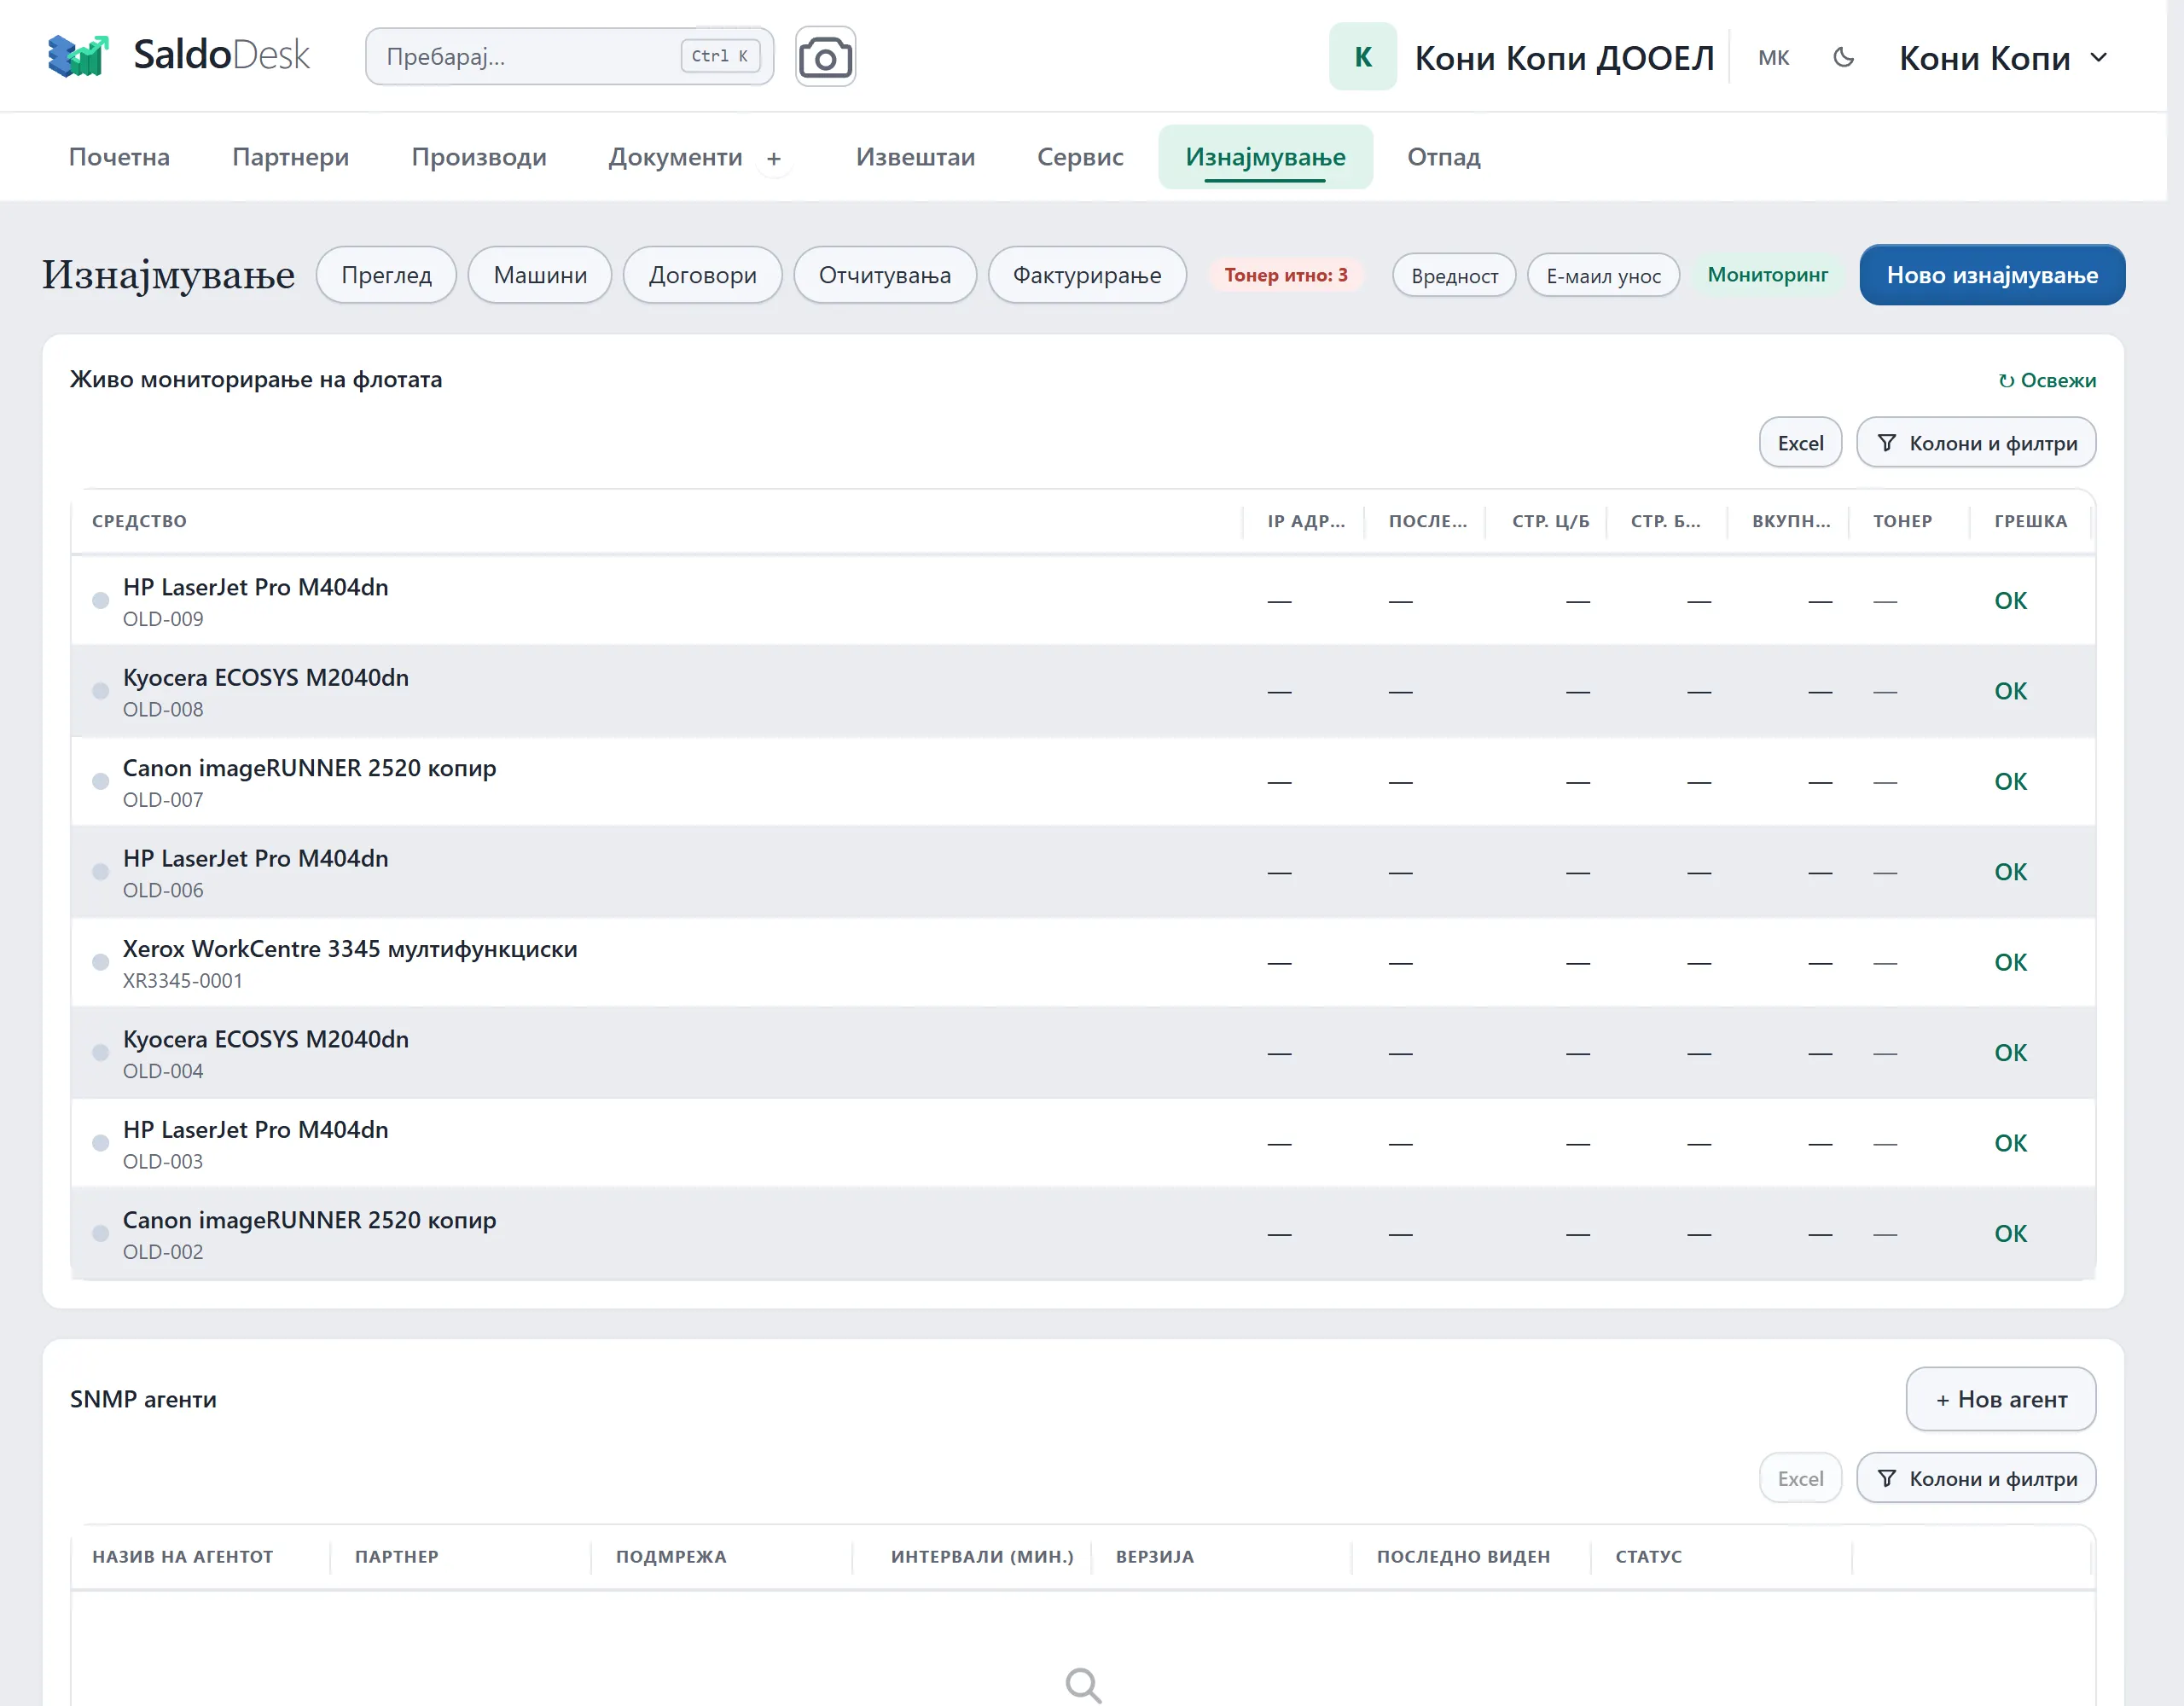 SaldoDesk
Пребарај... Ctrl K
К Кони Копи ДООЕЛ МК Кони Копи
Почетна Партнери Производи Документи + Извештаи Сервис Изнајмување Отпад
Изнајмување Преглед Машини Договори Отчитувања Фактурирање Тонер итно: 3 Вредност Е-маил унос Мониторинг Ново изнајмување
Живо мониторирање на флотата ↻ Освежи
Excel Колони и филтри
СРЕДСТВО IP АДР... ПОСЛЕ... СТР. Ц/Б СТР. Б... ВКУПН... ТОНЕР ГРЕШКА
HP LaserJet Pro M404dn
OLD-009
— — — — — — OK
Kyocera ECOSYS M2040dn
OLD-008
— — — — — — OK
Canon imageRUNNER 2520 копир
OLD-007
— — — — — — OK
HP LaserJet Pro M404dn
OLD-006
— — — — — — OK
Xerox WorkCentre 3345 мултифункциски
XR3345-0001
— — — — — — OK
Kyocera ECOSYS M2040dn
OLD-004
— — — — — — OK
HP LaserJet Pro M404dn
OLD-003
— — — — — — OK
Canon imageRUNNER 2520 копир
OLD-002
— — — — — — OK
SNMP агенти + Нов агент
Excel Колони и филтри
НАЗИВ НА АГЕНТОТ ПАРТНЕР ПОДМРЕЖА ИНТЕРВАЛИ (МИН.) ВЕРЗИЈА ПОСЛЕДНО ВИДЕН СТАТУС